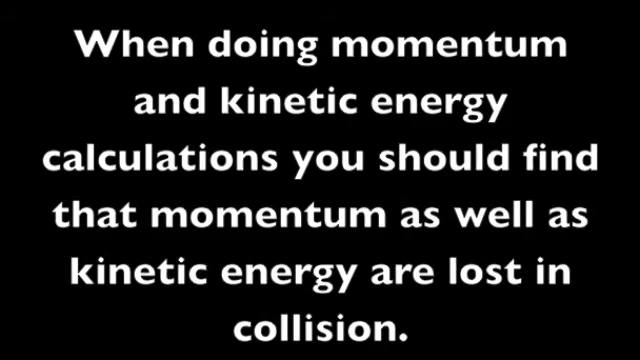 When doing momentum
and kinetic energy
calculations you should find
that momentum as well as
kinetic energy are lost in
collision.